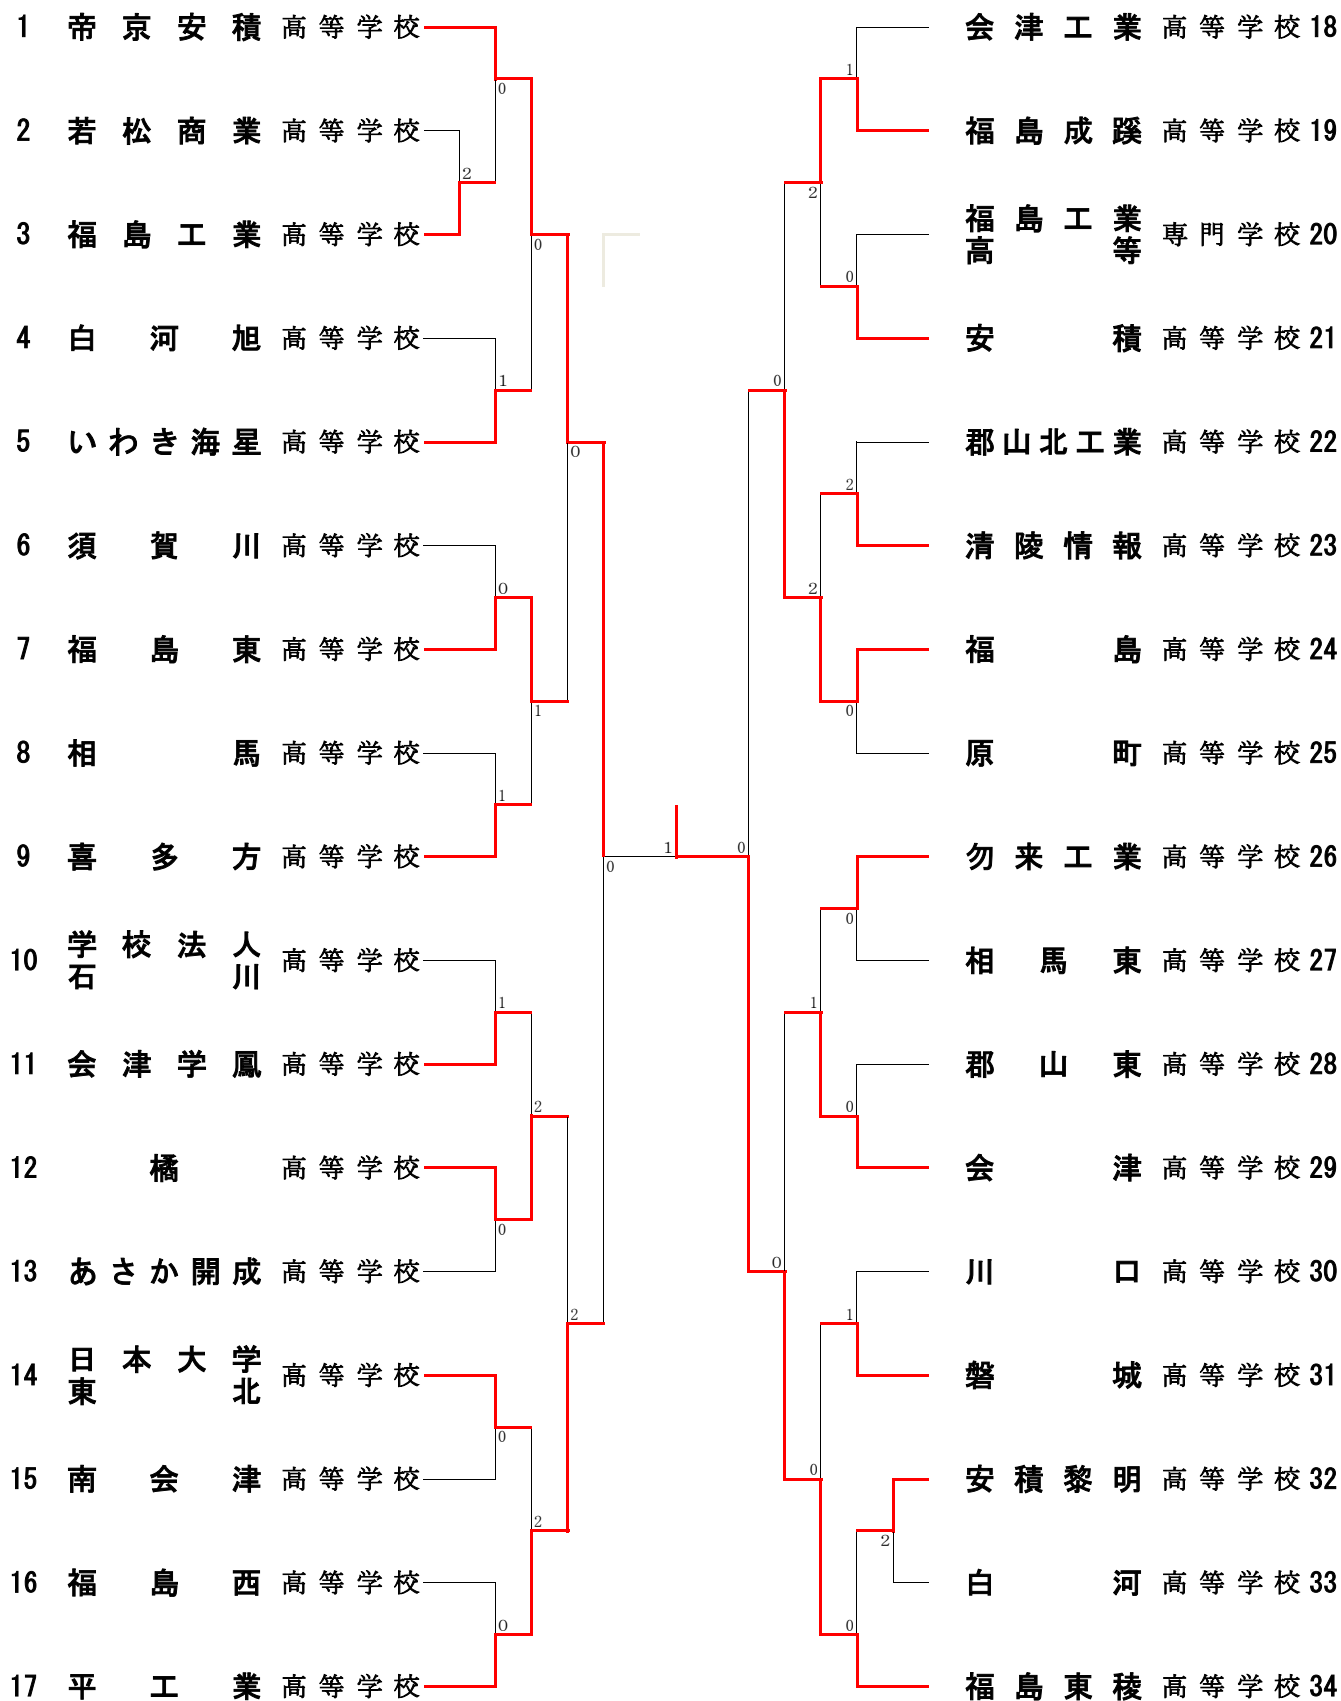 1 帝京安積 高等学校
0
2 若松商業 高等学校
2
3 福島工業 高等学校
0
4 白河旭 高等学校
1
5 いわき海星 高等学校
0
6 須賀川 高等学校
0
7 福島東 高等学校
1
8 相馬 高等学校
1
9 喜多方 高等学校
0
10 学校法人
石川 高等学校
1
11 会津学鳳 高等学校
2
12 橘 高等学校
0
13 あさか開成 高等学校
2
14 日本大学
東北 高等学校
0
15 南会津 高等学校
2
16 福島西 高等学校
0
17 平工業 高等学校
1
0
会津工業 高等学校 18
1
福島成蹊 高等学校 19
2
福島工業
高等 専門学校 20
0
安積 高等学校 21
0
郡山北工業 高等学校 22
2
清陵情報 高等学校 23
2
福島 高等学校 24
0
原町 高等学校 25
勿来工業 高等学校 26
0
相馬東 高等学校 27
1
郡山東 高等学校 28
0
会津 高等学校 29
0
川口 高等学校 30
1
磐城 高等学校 31
0
安積黎明 高等学校 32
2
白河 高等学校 33
0
福島東稜 高等学校 34